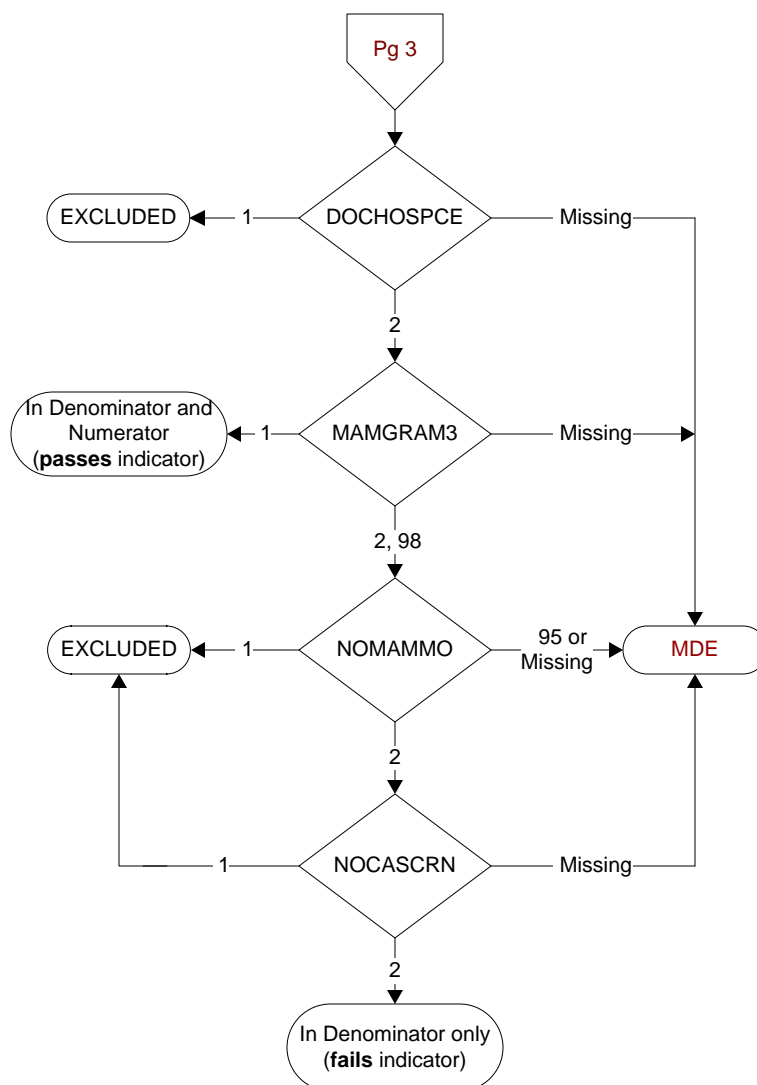 Pg 3
EXCLUDED
1
DOCHOSPCE
Missing
2
In Denominator and
Numerator
(passes indicator)
1
MAMGRAM3
Missing
2, 98
EXCLUDED
1
NOMAMMO
95 or
Missing
MDE
2
1
NOCASCRN
Missing
2
In Denominator only
(fails indicator)